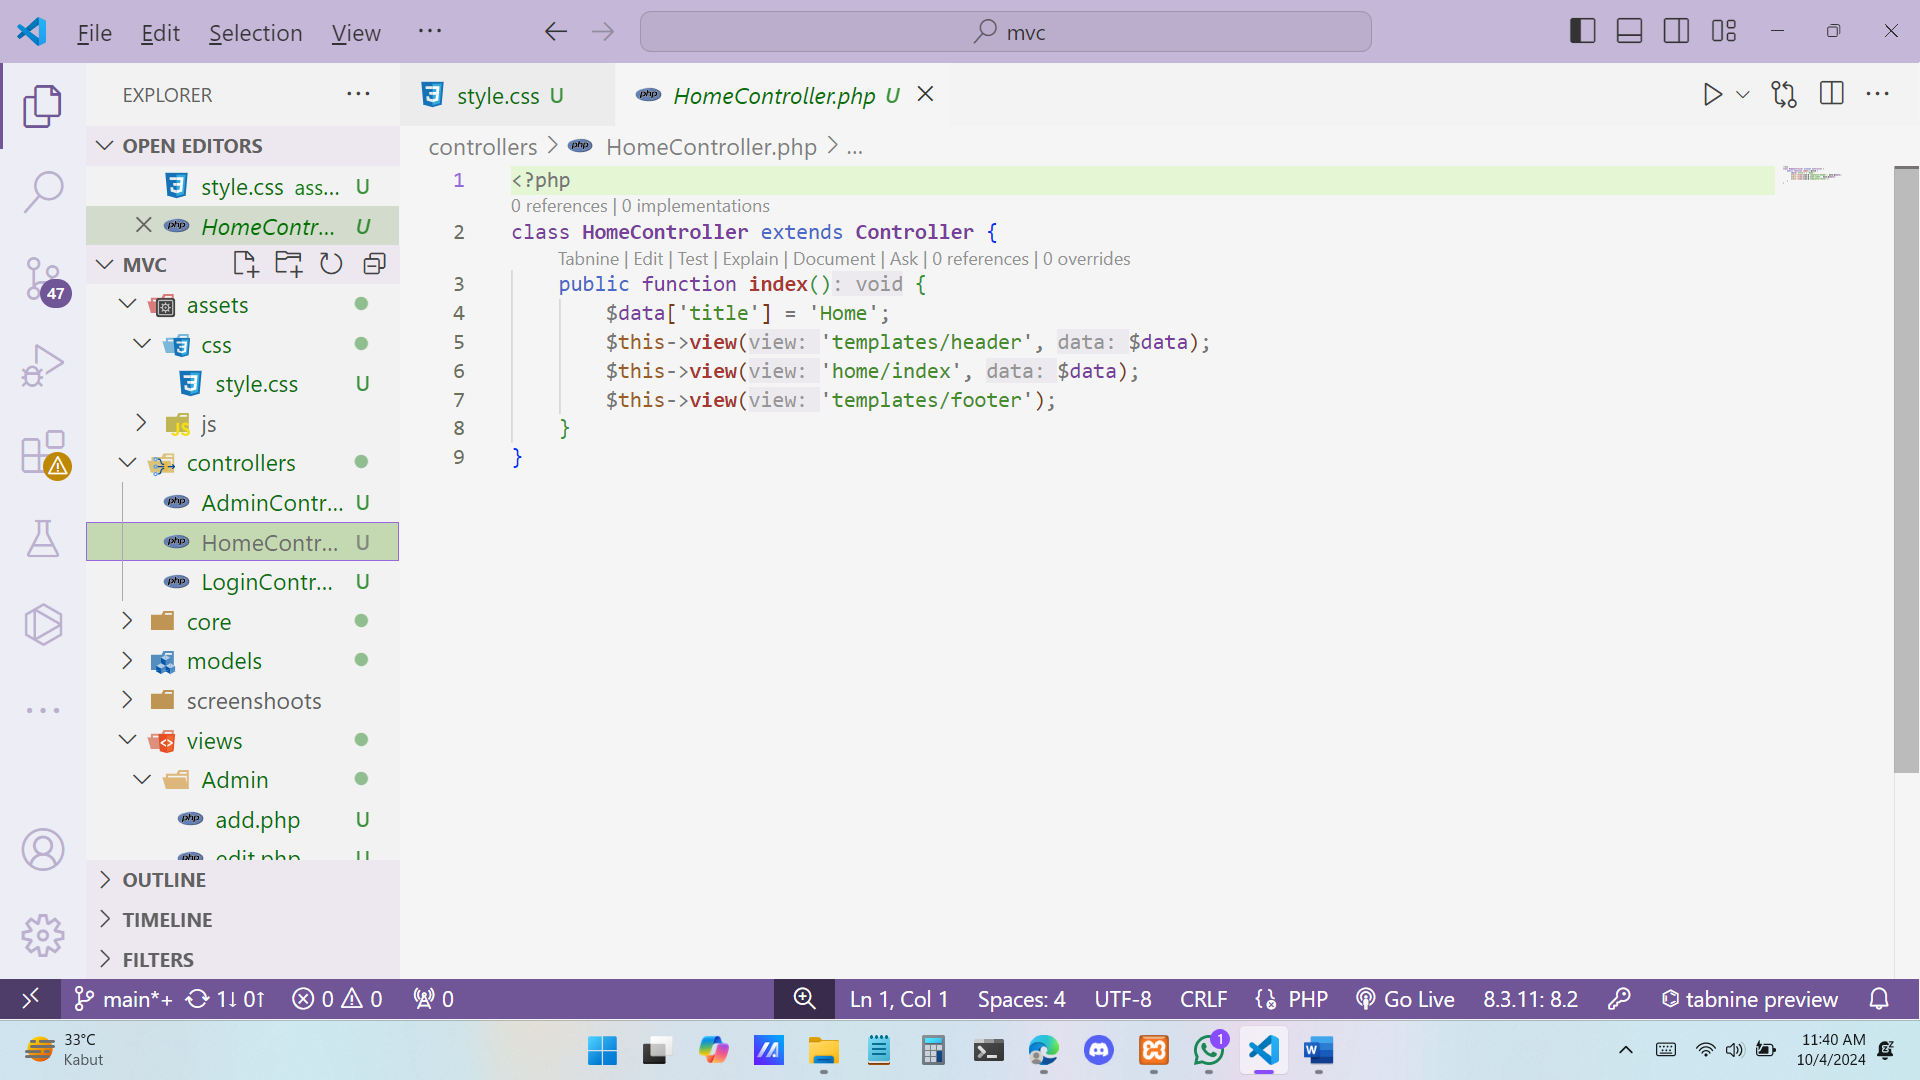 File Edit Selection View ... mvc
EXPLORER ...
OPEN EDITORS
style.css ass... U
HomeContr... U
MVC
assets
css
style.css U
js
controllers
AdminContr... U
HomeContr... U
LoginContr... U
core
models
screenshoots
views
Admin
add.php U
edit.php U
OUTLINE
TIMELINE
FILTERS
47
style.css U HomeController.php U
controllers > HomeController.php > ...
1 <?php
0 references | 0 implementations
2 class HomeController extends Controller {
Tabnine | Edit | Test | Explain | Document | Ask | 0 references | 0 overrides
3 public function index(): void {
4 $data['title'] = 'Home';
5 $this->view(view: 'templates/header', data: $data);
6 $this->view(view: 'home/index', data: $data);
7 $this->view(view: 'templates/footer');
8 }
9 }
main*+ 1↓ 0↑ 0 0 0 Ln 1, Col 1 Spaces: 4 UTF-8 CRLF PHP Go Live 8.3.11: 8.2 tabnine preview
33°C
Kabut
1
11:40 AM
10/4/2024